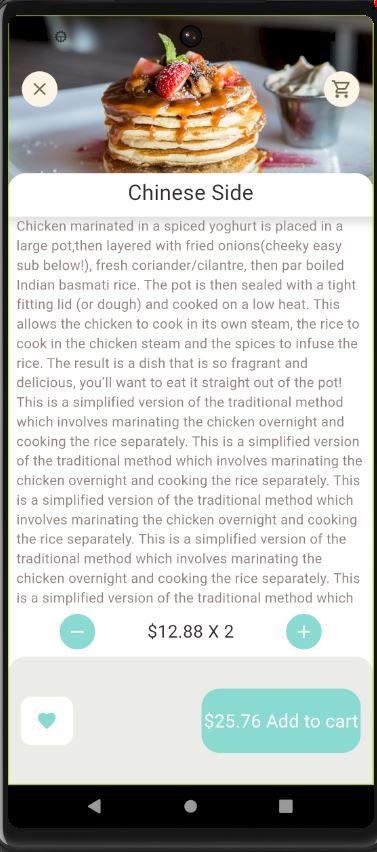 Chinese Side
Chicken marinated in a spiced yoghurt is placed in a
large pot,then layered with fried onions(cheeky easy
sub below!), fresh coriander/cilantre, then par boiled
Indian basmati rice. The pot is then sealed with a tight
fitting lid (or dough) and cooked on a low heat. This
allows the chicken to cook in its own steam, the rice to
cook in the chicken steam and the spices to infuse the
rice. The result is a dish that is so fragrant and
delicious, you'll want to eat it straight out of the pot!
This is a simplified version of the traditional method
which involves marinating the chicken overnight and
cooking the rice separately. This is a simplified version
of the traditional method which involves marinating the
chicken overnight and cooking the rice separately. This
is a simplified version of the traditional method which
involves marinating the chicken overnight and cooking
the rice separately. This is a simplified version of the
traditional method which involves marinating the
chicken overnight and cooking the rice separately. This
is a simplified version of the traditional method which
$12.88 X 2
$25.76 Add to cart